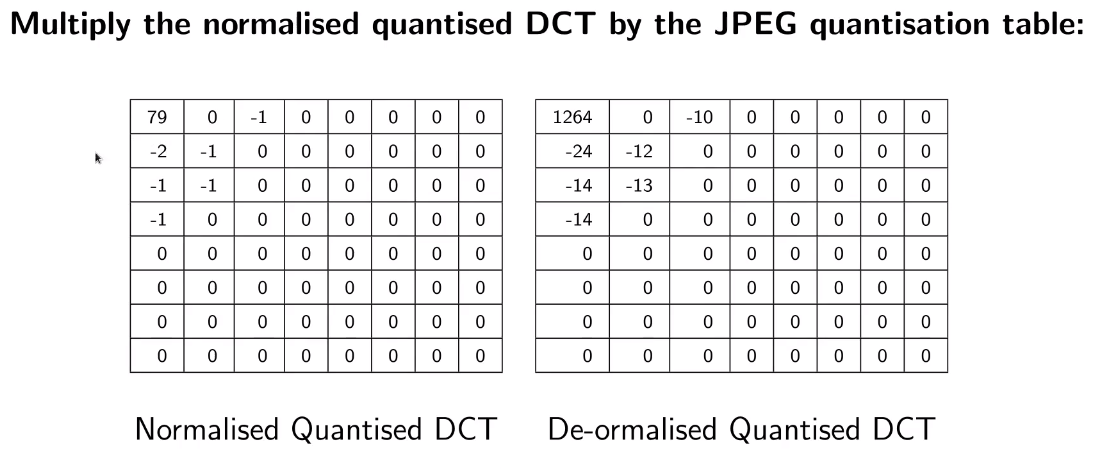 Multiply the normalised quantised DCT by the JPEG quantisation table:
79 0 -1 0 0 0 0 0 1264 0 -10 0 0 0 0 0
-2 -1 0 0 0 0 0 0 -24 -12 0 0 0 0 0 0
-1 -1 0 0 0 0 0 0 -14 -13 0 0 0 0 0 0
-1 0 0 0 0 0 0 0 -14 0 0 0 0 0 0 0
0 0 0 0 0 0 0 0 0 0 0 0 0 0 0 0
0 0 0 0 0 0 0 0 0 0 0 0 0 0 0 0
0 0 0 0 0 0 0 0 0 0 0 0 0 0 0 0
0 0 0 0 0 0 0 0 0 0 0 0 0 0 0 0
Normalised Quantised DCT De-ormalised Quantised DCT